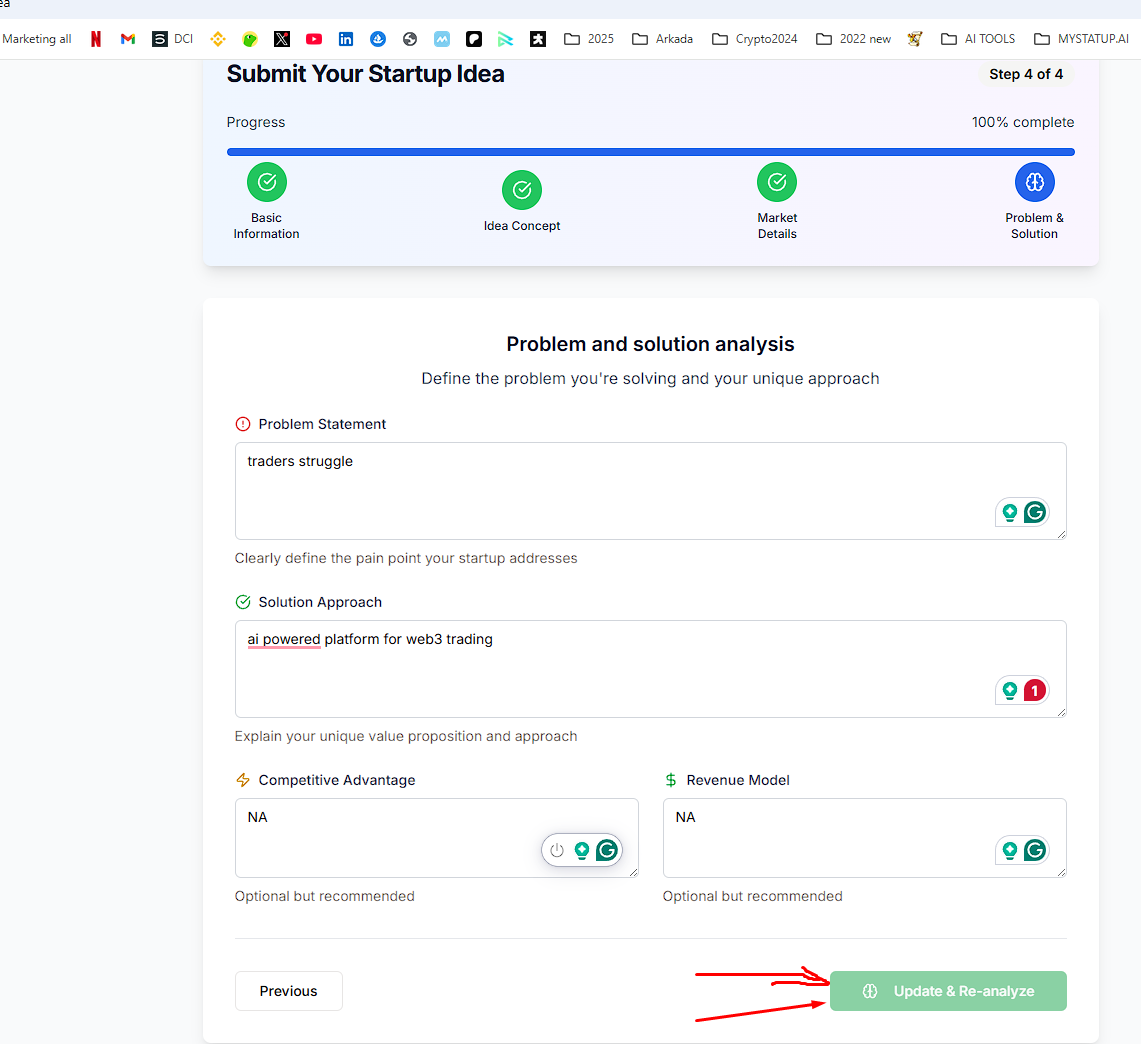 ea
Marketing all DCI 2025 Arkada Crypto2024 2022 new AI TOOLS MYSTATUP.AI
Submit Your Startup Idea
Step 4 of 4
Progress
100% complete
Basic
Information
Idea Concept
Market
Details
Problem &
Solution
Problem and solution analysis
Define the problem you're solving and your unique approach
Problem Statement
traders struggle
Clearly define the pain point your startup addresses
Solution Approach
ai powered platform for web3 trading
1
Explain your unique value proposition and approach
Competitive Advantage
NA
Optional but recommended
Revenue Model
NA
Optional but recommended
Previous
Update & Re-analyze